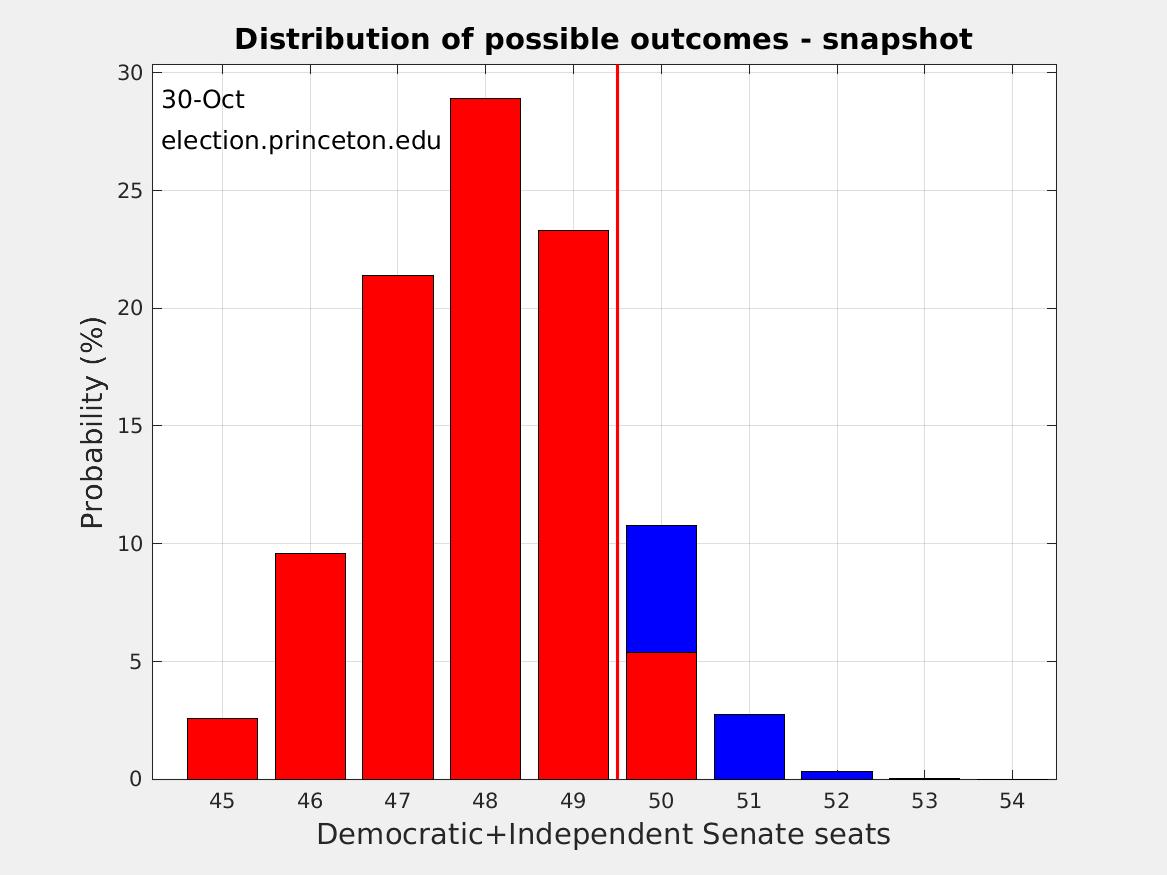 Distribution of possible outcomes - snapshot
30-Oct
election.princeton.edu
Probability (%)
30
25
20
15
10
5
0
45 46 47 48 49 50 51 52 53 54
Democratic+Independent Senate seats